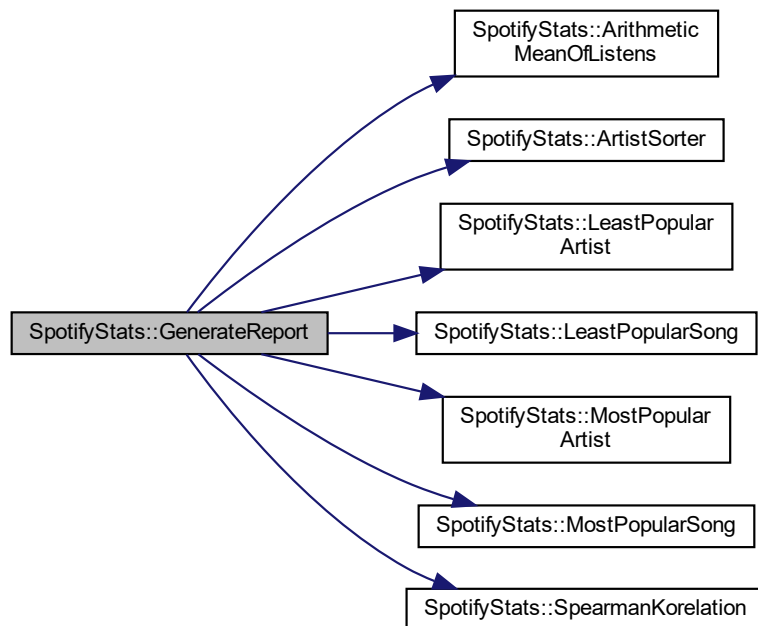 SpotifyStats::Arithmetic
MeanOfListens
SpotifyStats::ArtistSorter
SpotifyStats::LeastPopular
Artist
SpotifyStats::GenerateReport
SpotifyStats::LeastPopularSong
SpotifyStats::MostPopular
Artist
SpotifyStats::MostPopularSong
SpotifyStats::SpearmanKorelation